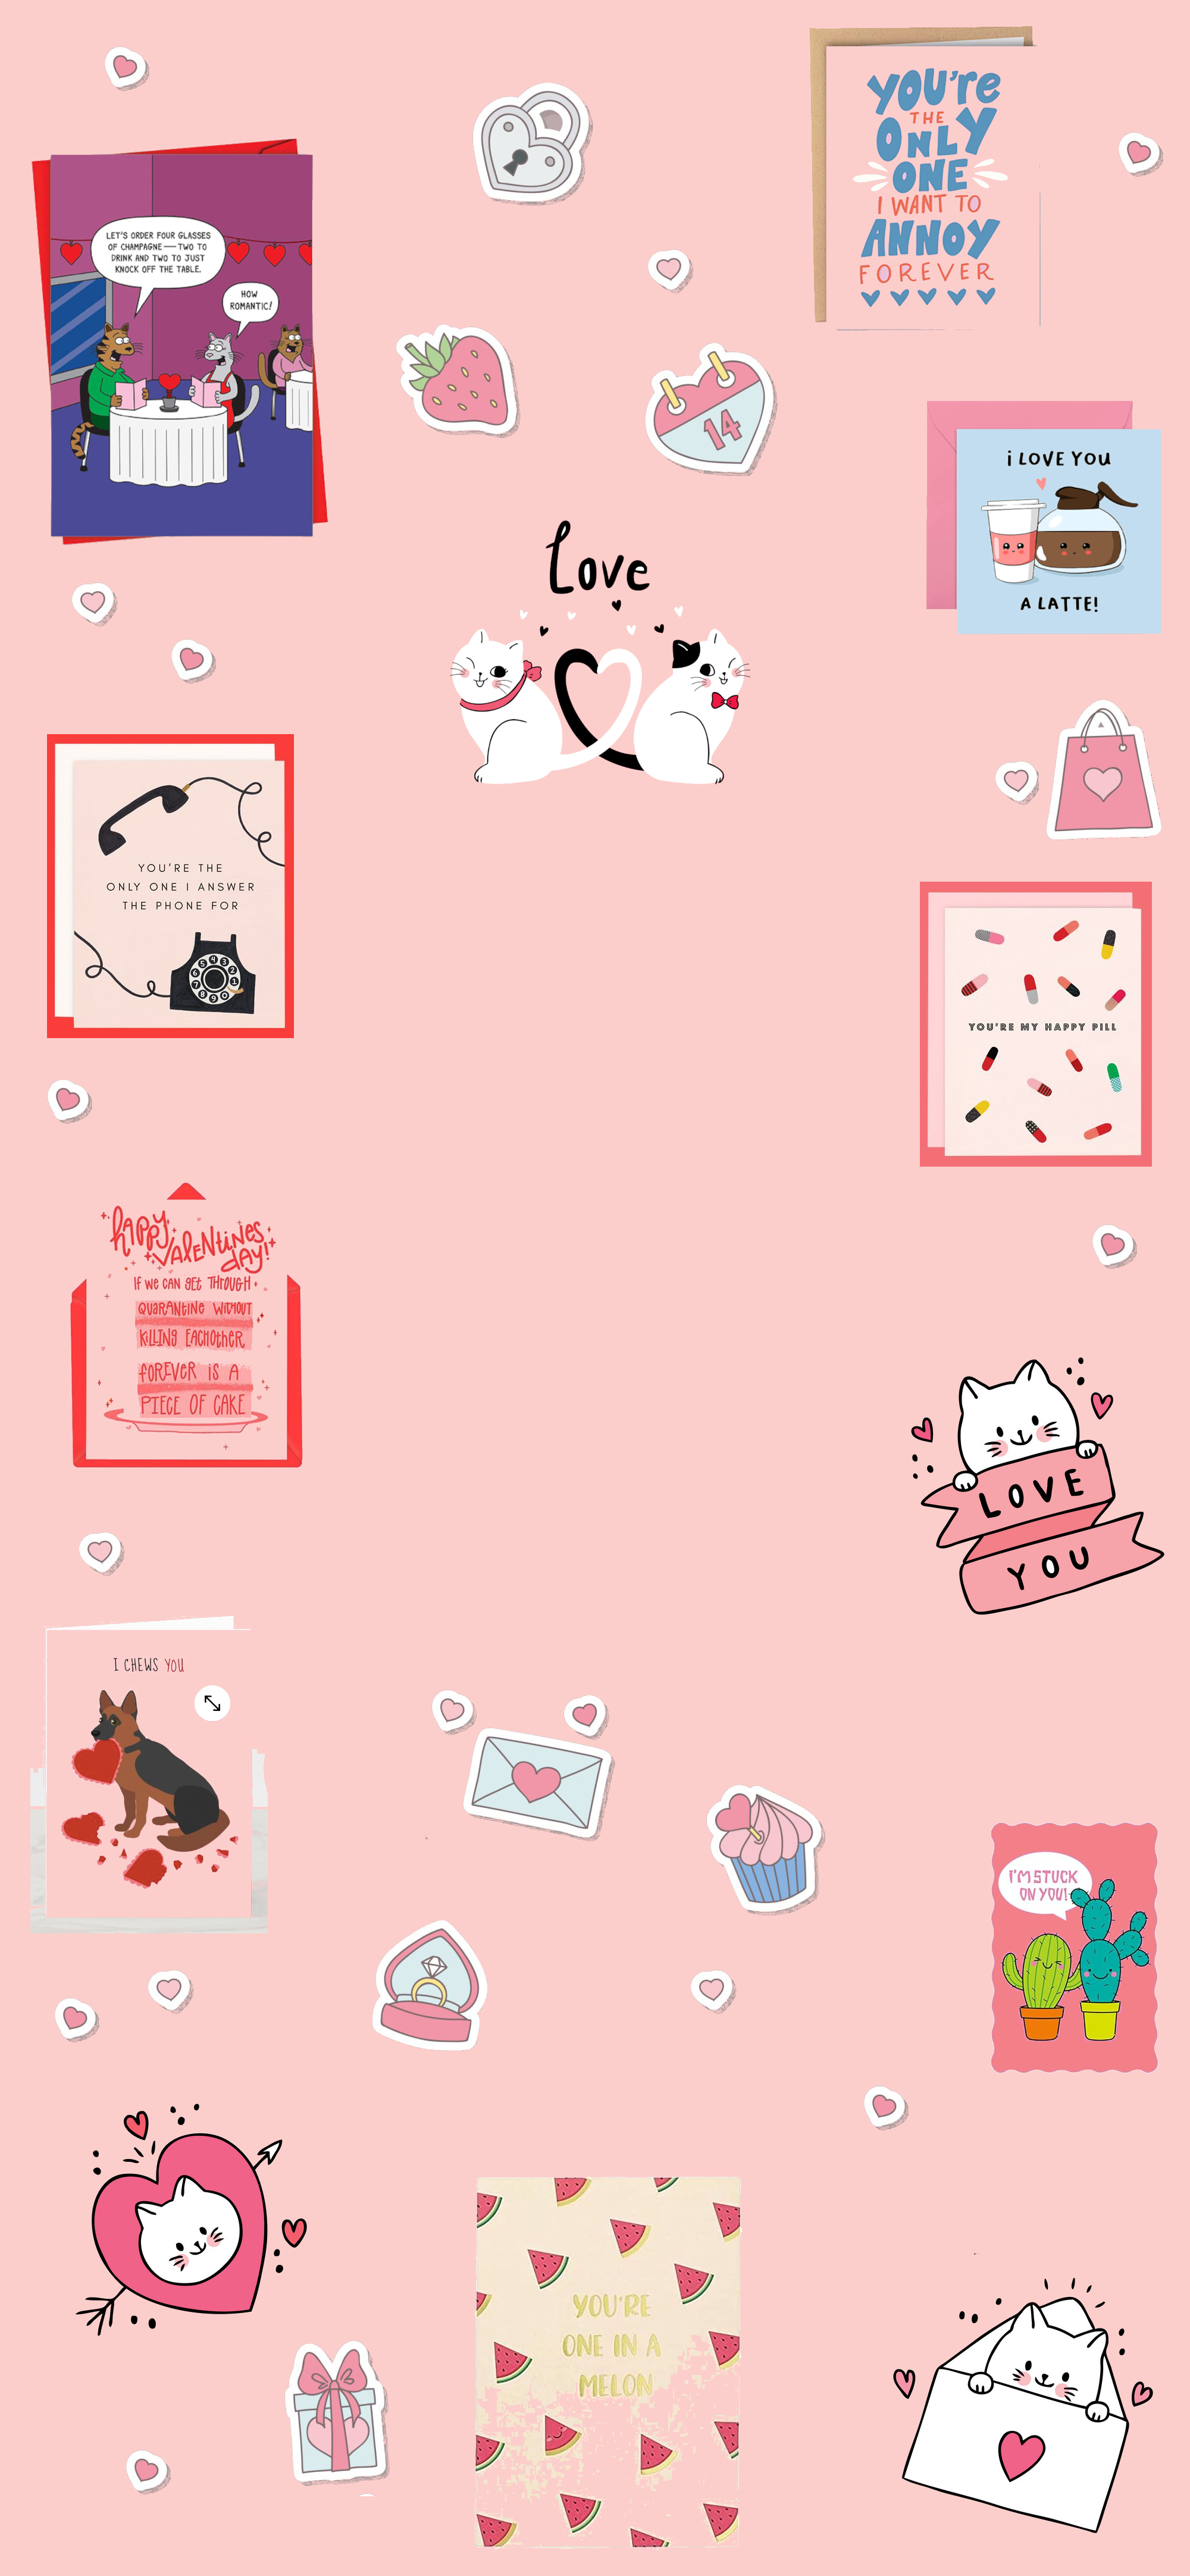 YOU're
THE
ONLY
ONE
I WANT TO
ANNOY
FOREVER
LET'S ORDER FOUR GLASSES
OF CHAMPAGNE—TWO TO
DRINK AND TWO TO JUST
KNOCK OFF THE TABLE.
HOW
ROMANTIC!
14
i LOVE YOU
A LATTE!
Love
YOU'RE THE
ONLY ONE I ANSWER
THE PHONE FOR
YOU'RE MY HAPPY PILL
HAPPY
VALENTINES
DAY!
IF WE CAN GET THROUGH
QUARANTINE WITHOUT
KILLING EACHOTHER,
FOREVER IS A
PIECE OF CAKE
LOVE
YOU
I CHEWS YOU
I'M STUCK
ON YOU!
YOU'RE
ONE IN A
MELON